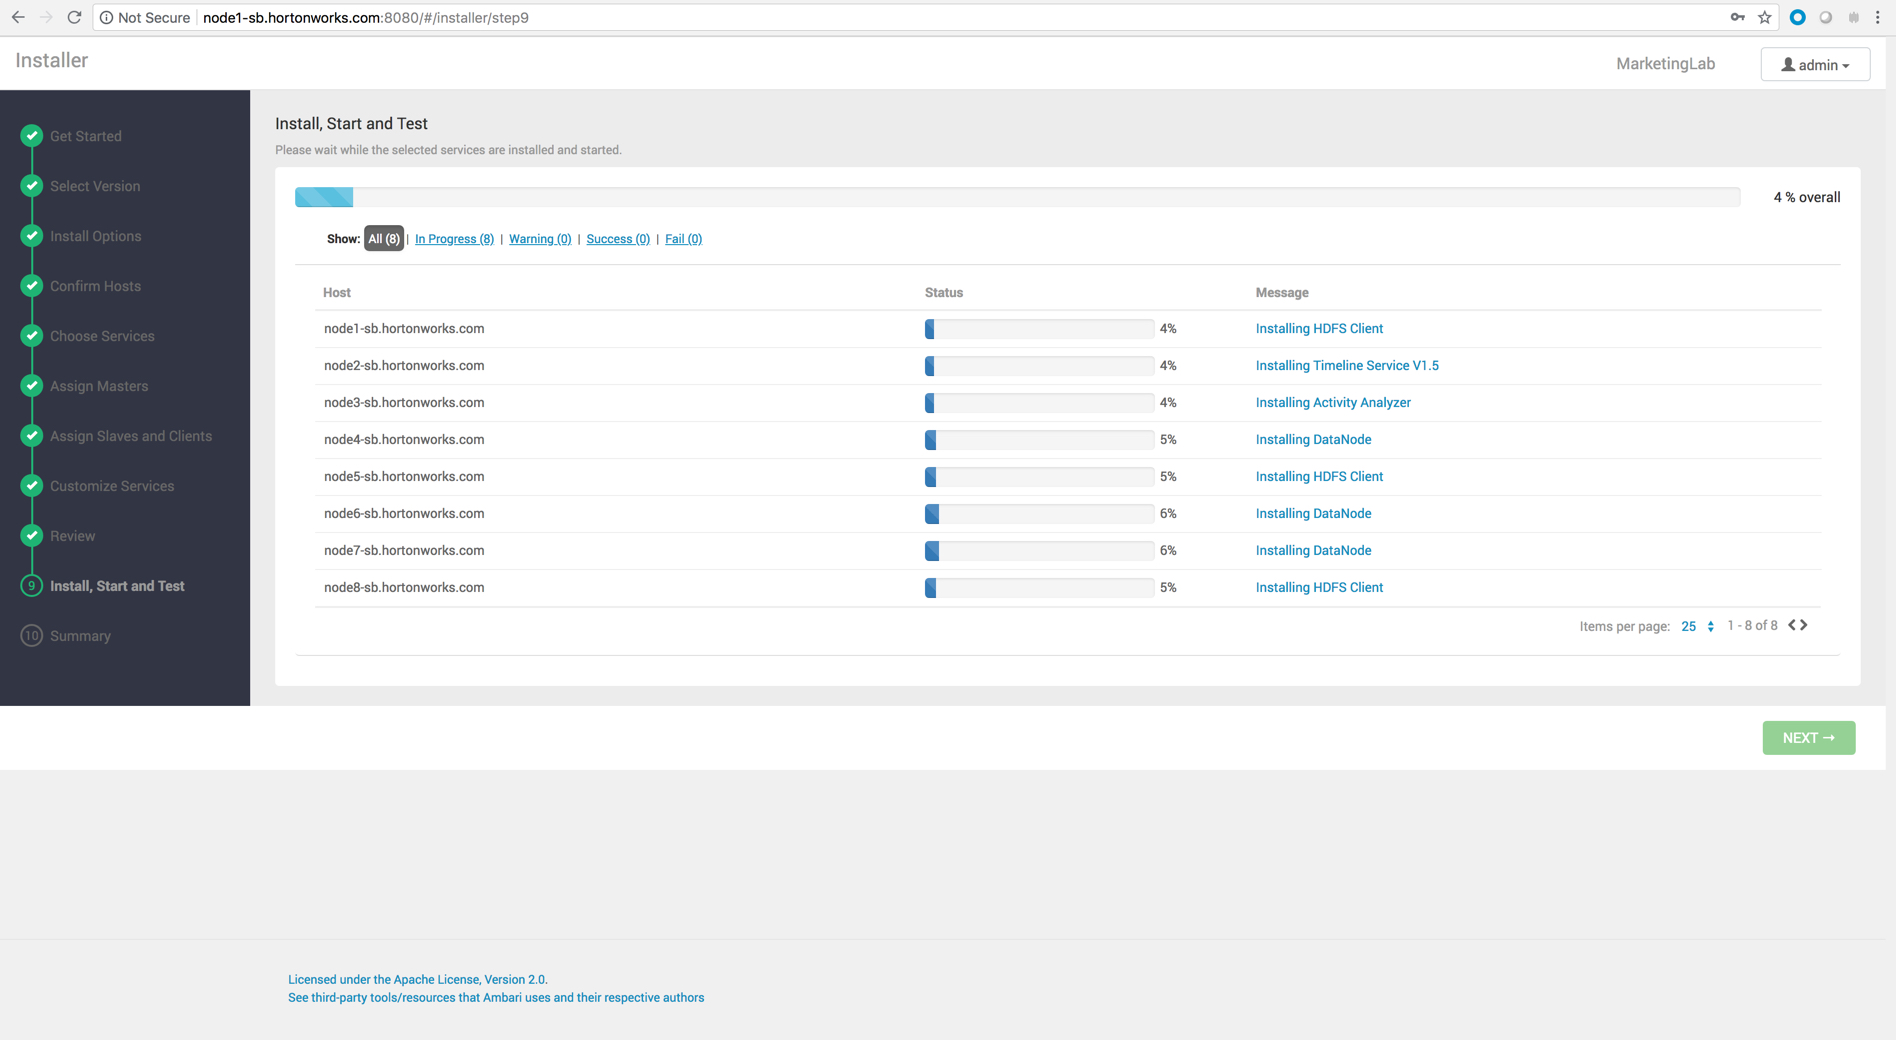 Not Secure node1-sb.hortonworks.com:8080/#/installer/step9
Installer
MarketingLab
admin
Get Started
Select Version
Install Options
Confirm Hosts
Choose Services
Assign Masters
Assign Slaves and Clients
Customize Services
Review
9 Install, Start and Test
10 Summary
Install, Start and Test
Please wait while the selected services are installed and started.
4 % overall
Show: All (8) | In Progress (8) | Warning (0) | Success (0) | Fail (0)
Host Status Message
node1-sb.hortonworks.com 4% Installing HDFS Client
node2-sb.hortonworks.com 4% Installing Timeline Service V1.5
node3-sb.hortonworks.com 4% Installing Activity Analyzer
node4-sb.hortonworks.com 5% Installing DataNode
node5-sb.hortonworks.com 5% Installing HDFS Client
node6-sb.hortonworks.com 6% Installing DataNode
node7-sb.hortonworks.com 6% Installing DataNode
node8-sb.hortonworks.com 5% Installing HDFS Client
Items per page: 25 1 - 8 of 8
NEXT →
Licensed under the Apache License, Version 2.0.
See third-party tools/resources that Ambari uses and their respective authors